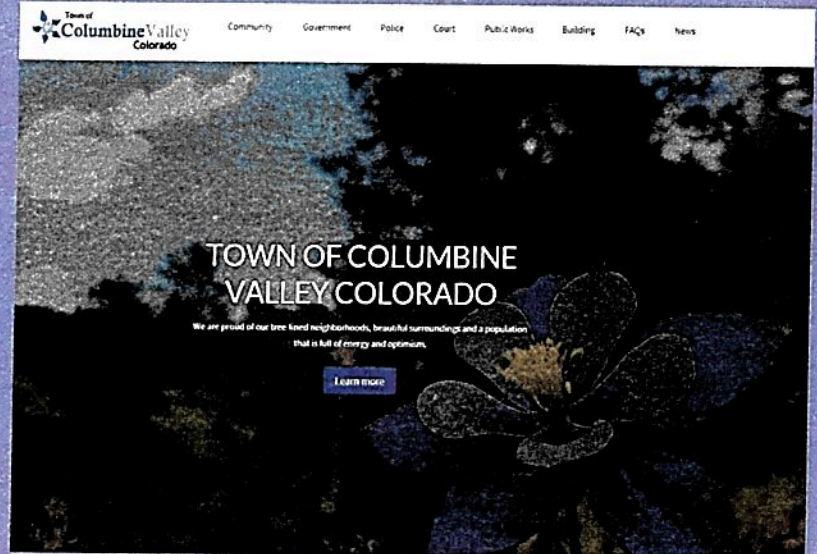 Town of
ColumbineValley
Colorado
Community Government Police Court Public Works Building FAQs News
TOWN OF COLUMBINE
VALLEY COLORADO
We are proud of our tree lined neighborhoods, beautiful surroundings and a population
that is full of energy and optimism.
Learn more